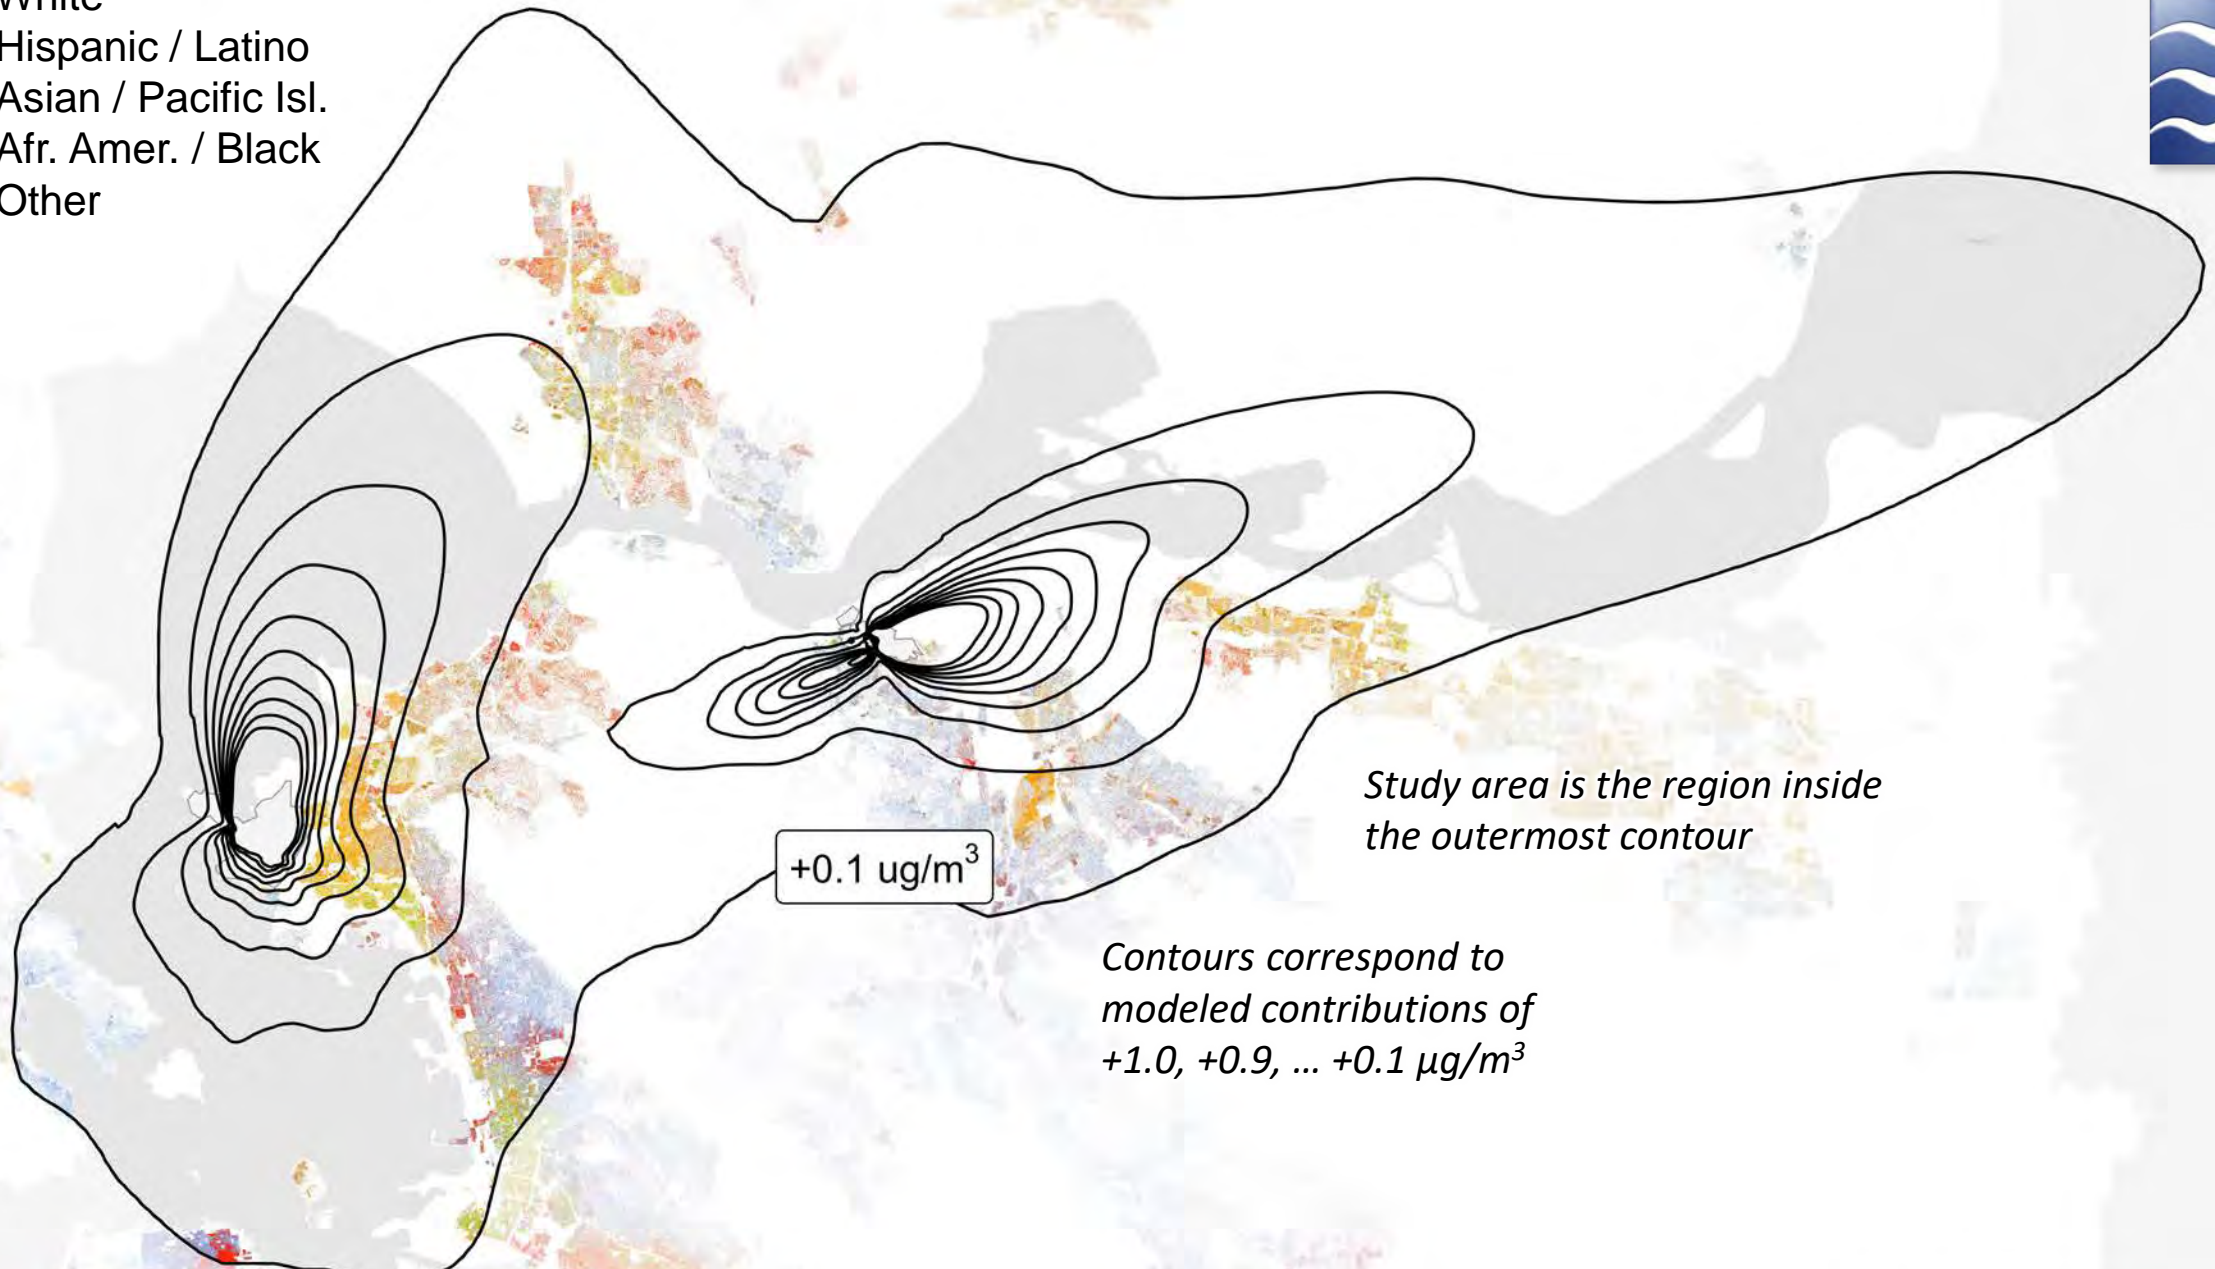 White
Hispanic / Latino
Asian / Pacific Isl.
Afr. Amer. / Black
Other
+0.1 ug/m³
Study area is the region inside
the outermost contour
Contours correspond to
modeled contributions of
+1.0, +0.9, … +0.1 µg/m³